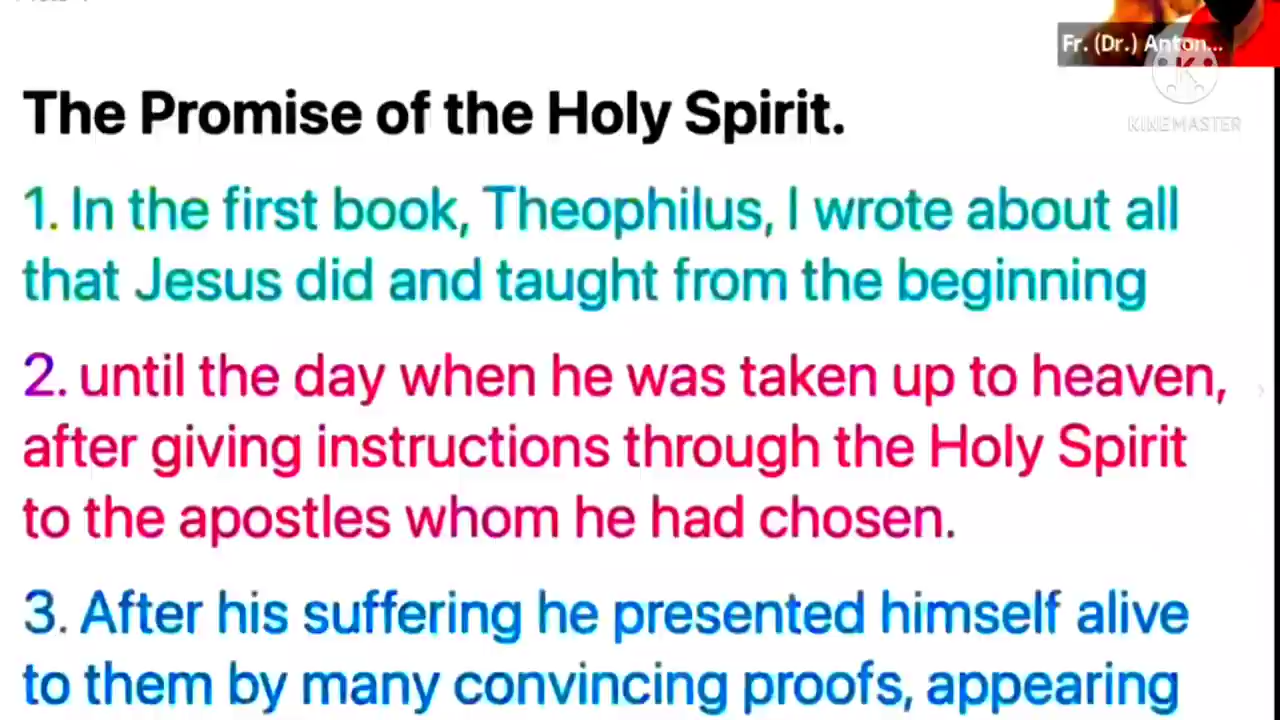 Fr. (Dr.) Anton...
KINEMASTER
The Promise of the Holy Spirit.
1. In the first book, Theophilus, I wrote about all
that Jesus did and taught from the beginning
2. until the day when he was taken up to heaven,
after giving instructions through the Holy Spirit
to the apostles whom he had chosen.
3. After his suffering he presented himself alive
to them by many convincing proofs, appearing